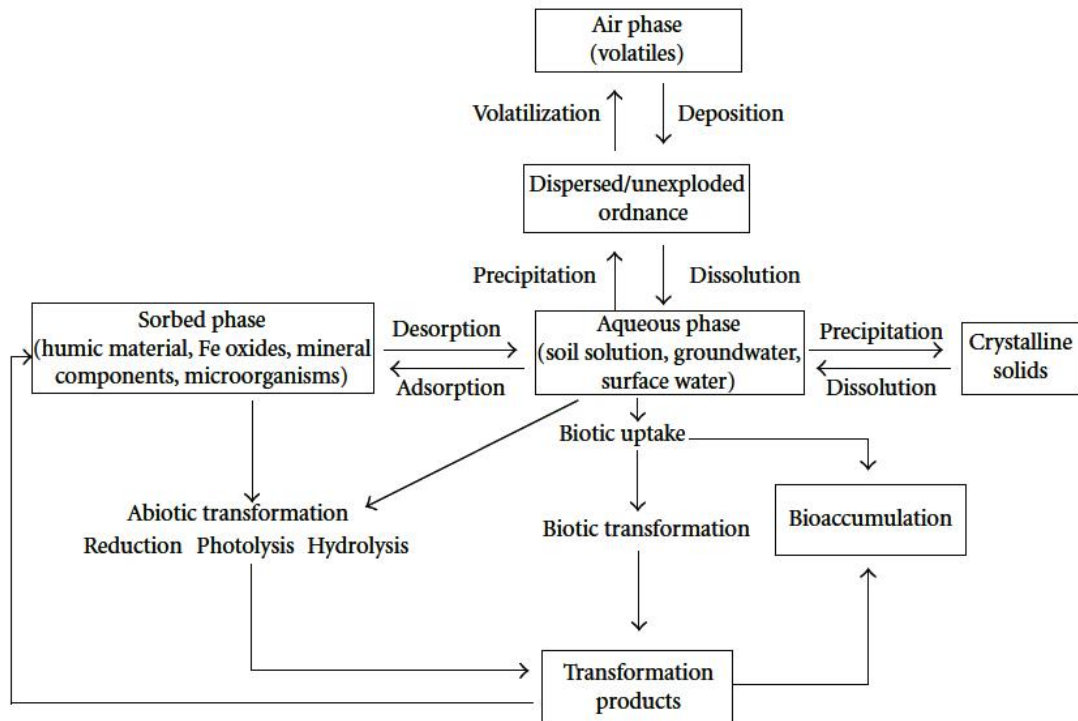 Air phase
(volatiles)
Volatilization
Deposition
Dispersed/unexploded
ordnance
Precipitation
Dissolution
Sorbed phase
(humic material, Fe oxides, mineral
components, microorganisms)
Desorption
Adsorption
Aqueous phase
(soil solution, groundwater,
surface water)
Precipitation
Dissolution
Crystalline
solids
Biotic uptake
Abiotic transformation
Reduction Photolysis Hydrolysis
Biotic transformation
Bioaccumulation
Transformation
products